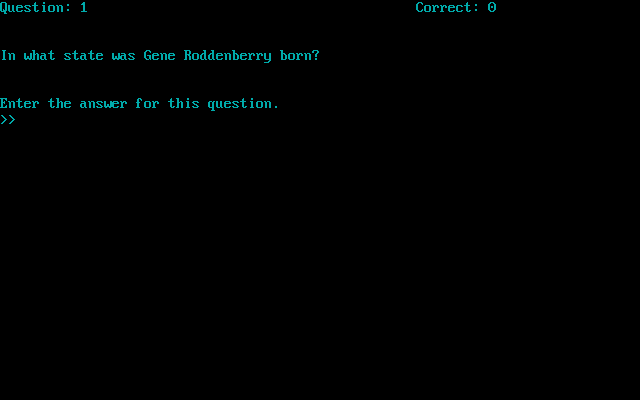 Question: 1 Correct: 0
In what state was Gene Roddenberry born?
Enter the answer for this question.
>>